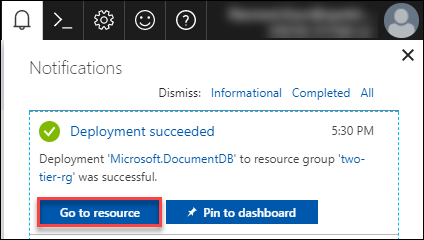 Notifications
Dismiss: Informational Completed All
Deployment succeeded 5:30 PM
Deployment 'Microsoft.DocumentDB' to resource group 'two-
tier-rg' was successful.
Go to resource Pin to dashboard